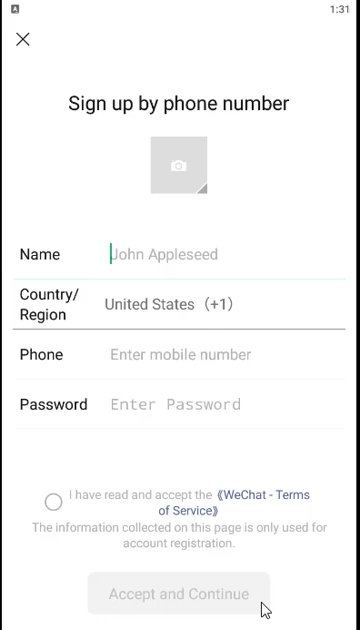 A 1:31
Sign up by phone number
Name John Appleseed
Country/
Region United States (+1)
Phone Enter mobile number
Password Enter Password
I have read and accept the 《WeChat - Terms
of Service》
The information collected on this page is only used for
account registration.
Accept and Continue